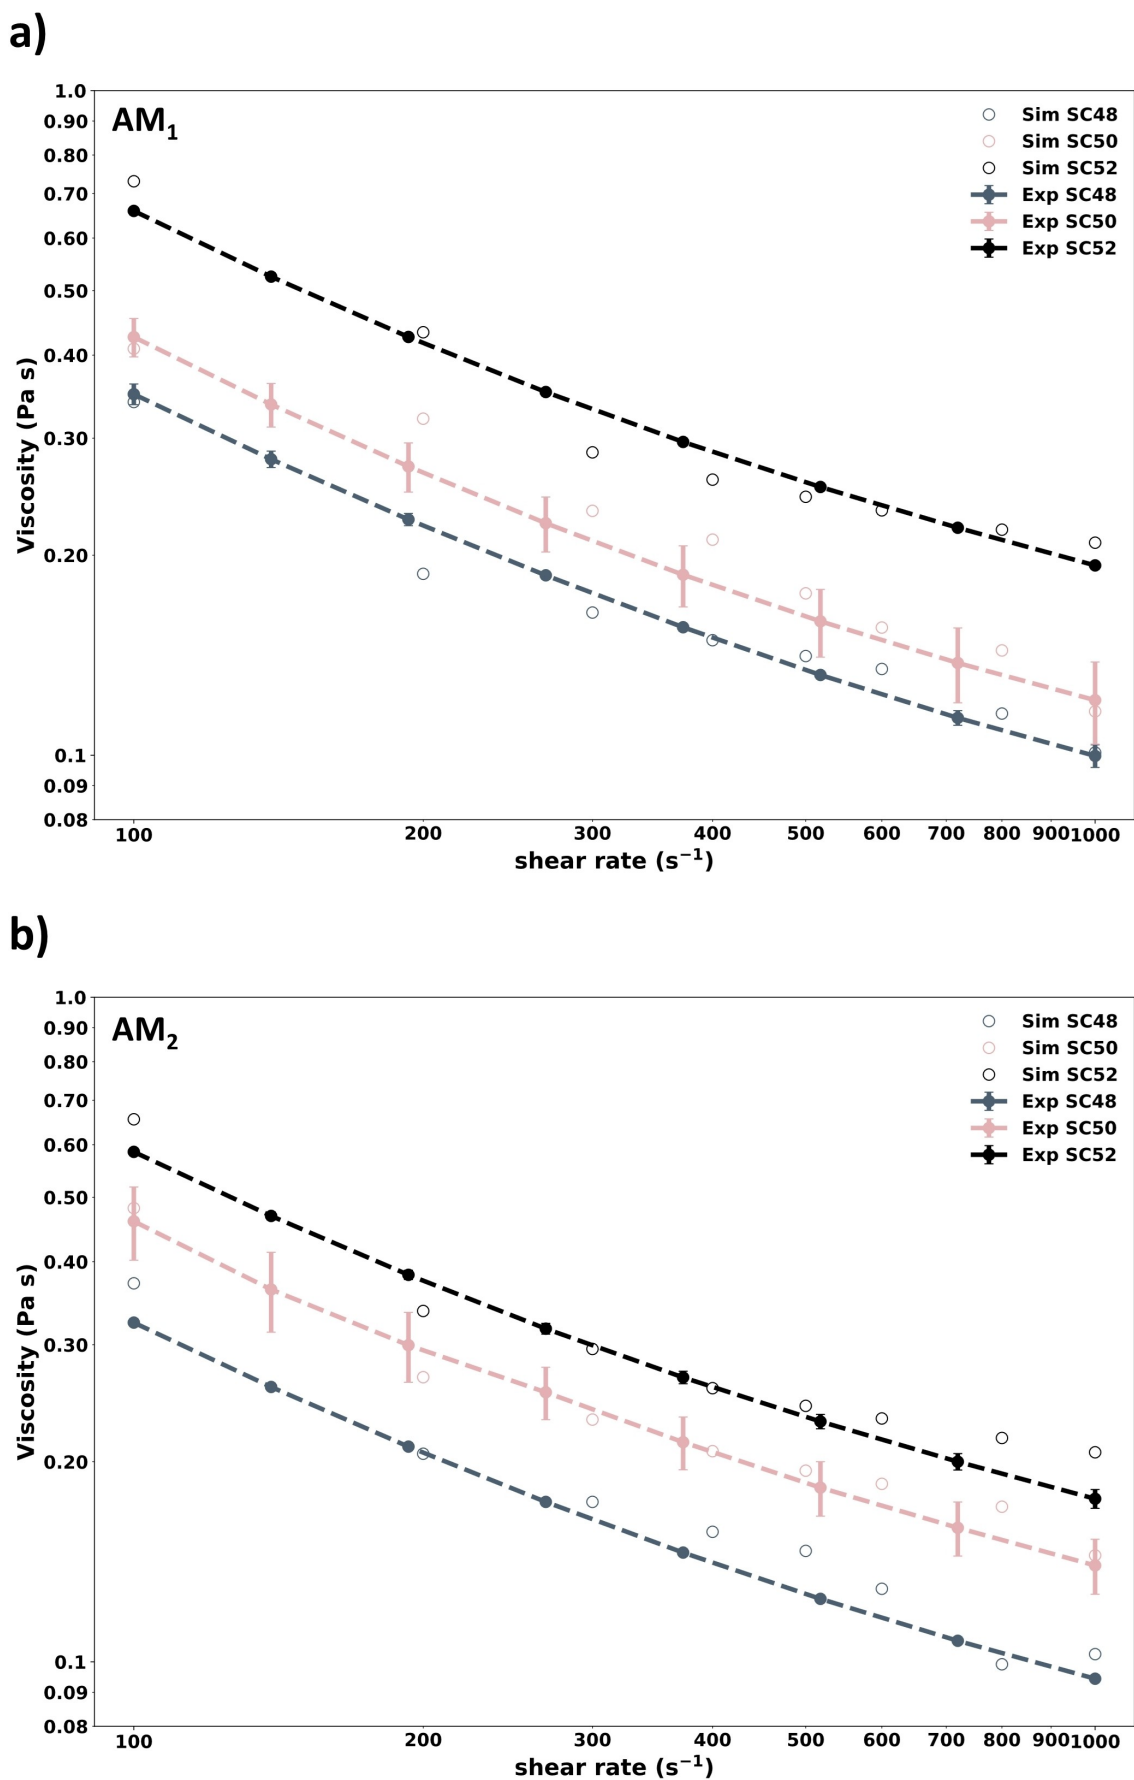 a)
AM₁
1.0
0.90
0.80
0.70
0.60
0.50
0.40
0.30
0.20
0.1
0.09
0.08
Viscosity (Pa s)
Sim SC48
Sim SC50
Sim SC52
Exp SC48
Exp SC50
Exp SC52
100 200 300 400 500 600 700 800 900 1000
shear rate (s⁻¹)
b)
AM₂
1.0
0.90
0.80
0.70
0.60
0.50
0.40
0.30
0.20
0.1
0.09
0.08
Viscosity (Pa s)
Sim SC48
Sim SC50
Sim SC52
Exp SC48
Exp SC50
Exp SC52
100 200 300 400 500 600 700 800 900 1000
shear rate (s⁻¹)